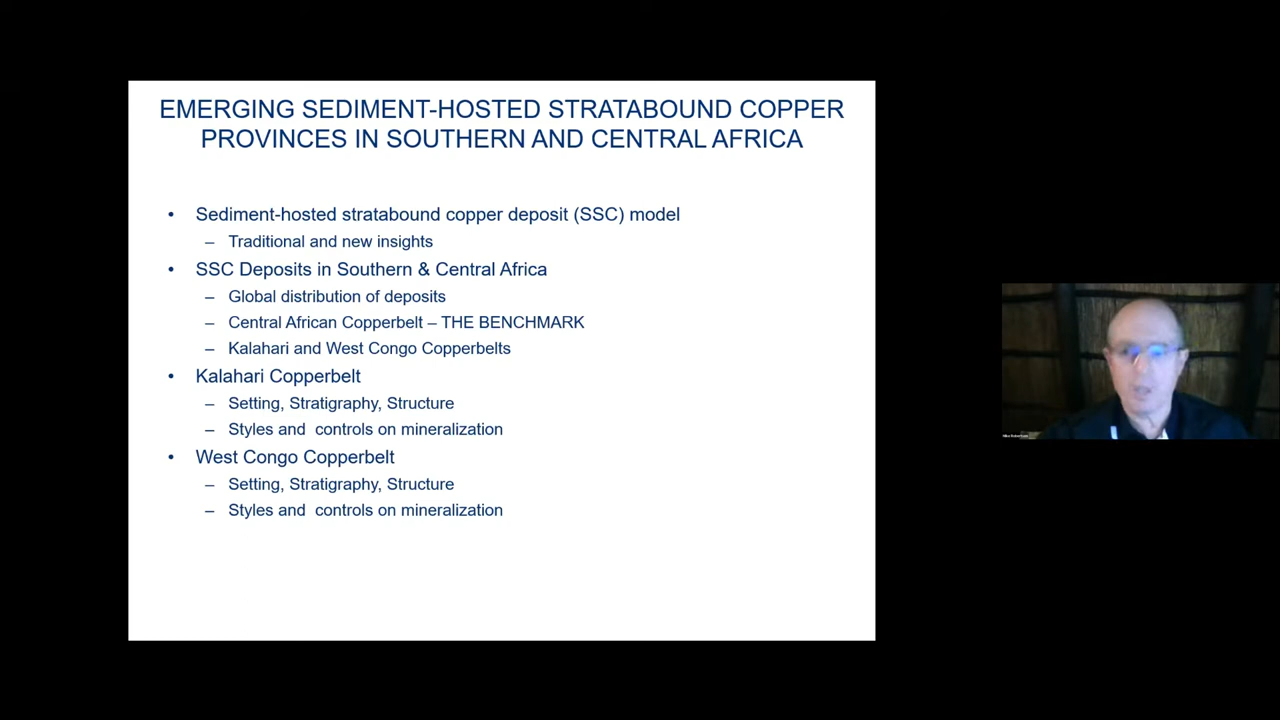 EMERGING SEDIMENT-HOSTED STRATABOUND COPPER
PROVINCES IN SOUTHERN AND CENTRAL AFRICA
• Sediment-hosted stratabound copper deposit (SSC) model
– Traditional and new insights
• SSC Deposits in Southern & Central Africa
– Global distribution of deposits
– Central African Copperbelt – THE BENCHMARK
– Kalahari and West Congo Copperbelts
• Kalahari Copperbelt
– Setting, Stratigraphy, Structure
– Styles and controls on mineralization
• West Congo Copperbelt
– Setting, Stratigraphy, Structure
– Styles and controls on mineralization